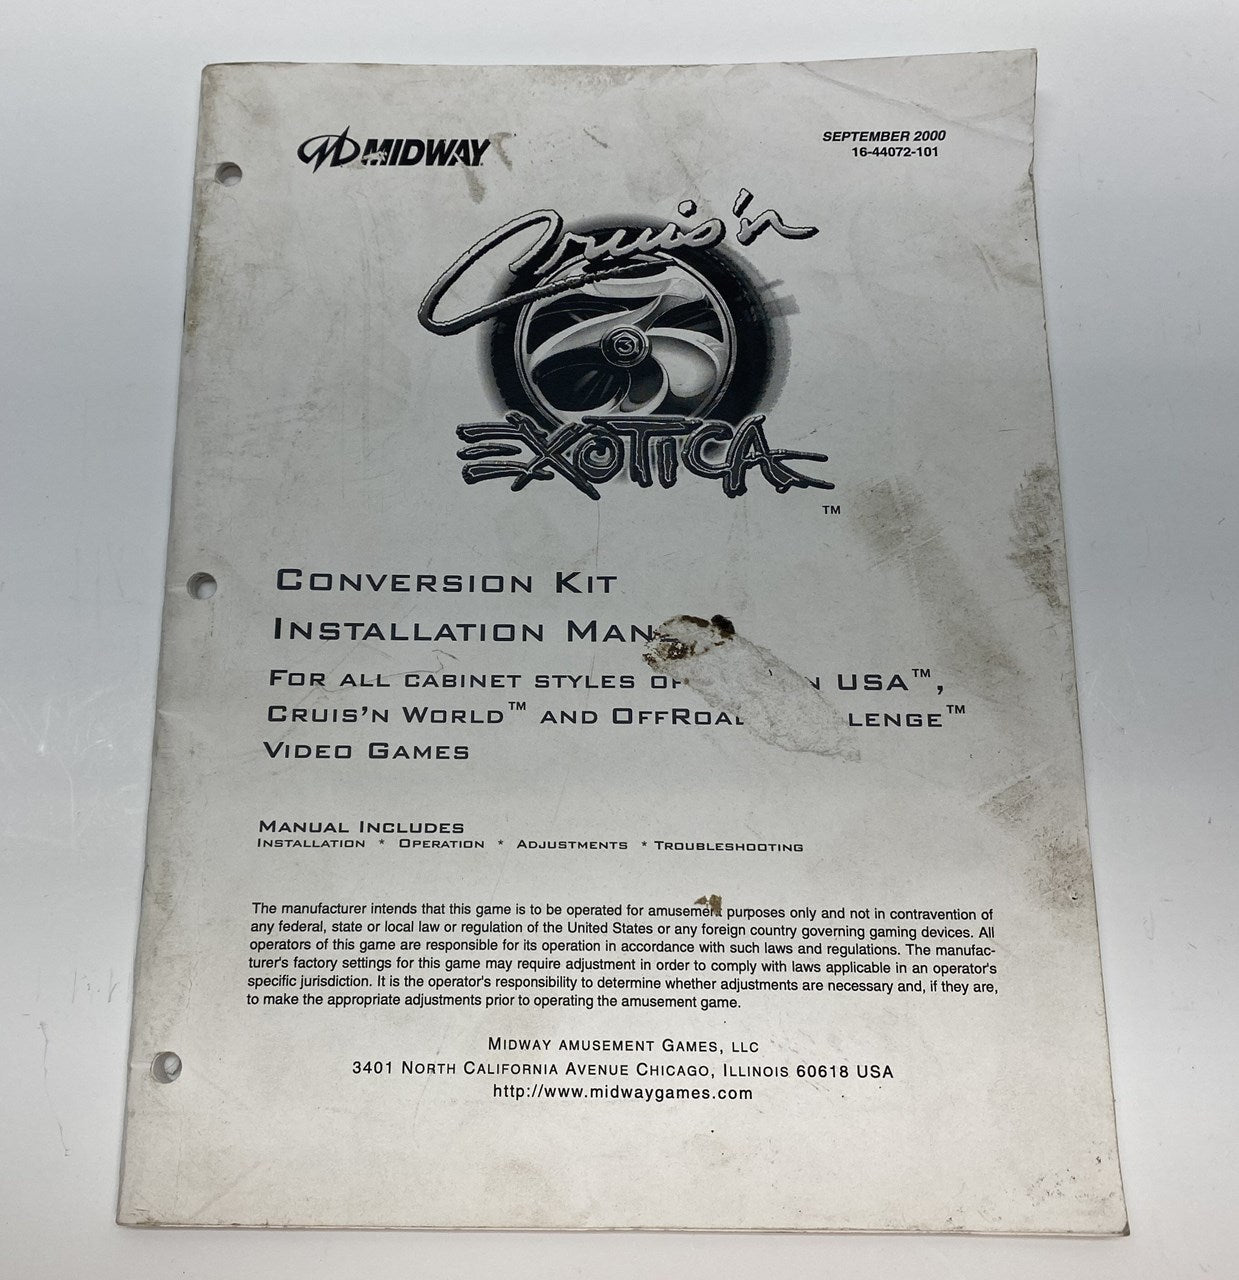 MIDWAY
SEPTEMBER 2000
16-44072-101
Cruis'n
3
EXOTICA
TM
CONVERSION KIT
INSTALLATION
FOR ALL CABINET STYLES USA™,
CRUIS'N WORLD™ AND
VIDEO GAMES
MANUAL INCLUDES
INSTALLATION * OPERATION * ADJUSTMENTS * TROUBLESHOOTING
The manufacturer intends that this game is to be operated for amusement purposes only and not in contravention of
any federal, state or local law or regulation of the United States or any foreign country governing gaming devices. All
operators of this game are responsible for its operation in accordance with such laws and regulations. The manufac-
turer's factory settings for this game may require adjustment in order to comply with laws applicable in an operator's
specific jurisdiction. It is the operator's responsibility to determine whether adjustments are necessary and, if they are,
to make the appropriate adjustments prior to operating the amusement game.
MIDWAY AMUSEMENT GAMES, LLC
3401 NORTH CALIFORNIA AVENUE CHICAGO, ILLINOIS 60618 USA
http://www.midwaygames.com